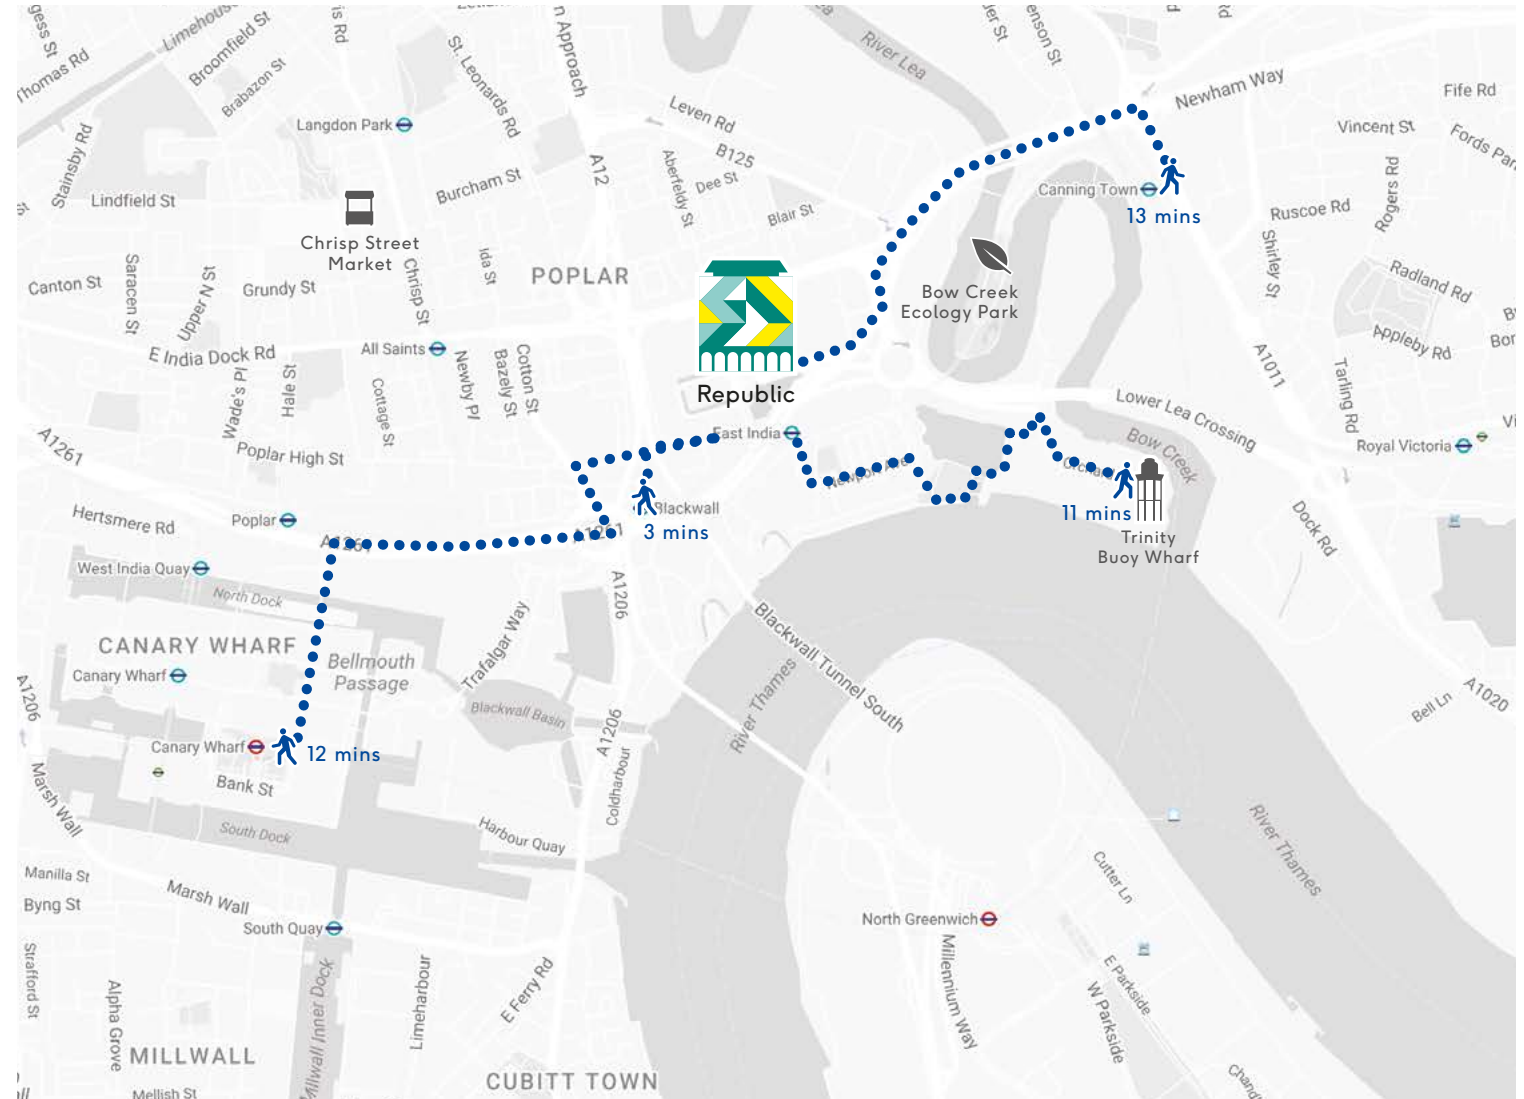 Thomas Rd
Limehouse
Broomfield St
Brabazon St
Stainsby Rd
Lindfield St
Langdon Park
St. Leonards Rd
Burcham St
n Approach
A12
Leven Rd
B125
Aberfeldy St
Dee St
Blair St
River Lea
Newham Way
Fife Rd
Vincent St
Rogers Rd
Ruscoe Rd
Shirley St
Canning Town
13 mins
Chrisp Street
Market
Canton St
Saracen St
Upper N St
Grundy St
Chrisp St
Ida St
POPLAR
Bow Creek
Ecology Park
Radland Rd
Appleby Rd
E India Dock Rd
All Saints
Wade's Pl
Hale St
Cottage St
Newby Pl
Bazely St
Cotton St
Republic
A1011
Tarling Rd
Lower Lea Crossing
Bow Creek
Royal Victoria
A1261
Poplar High St
East India
Newport Ave
Orchard
11 mins
Trinity
Buoy Wharf
Dock Rd
Hertsmere Rd
Poplar
Blackwall
3 mins
A1261
A1261
West India Quay
North Dock
A1206
CANARY WHARF
Bellmouth
Passage
Trafalgar Way
Blackwall Tunnel South
River Thames
Canary Wharf
A1206
Blackwall Basin
A1206
A1020
Bell Ln
Canary Wharf
12 mins
Bank St
Coldharbour
Marsh Wall
South Dock
Harbour Quay
River Thames
Manilla St
Byng St
Marsh Wall
South Quay
North Greenwich
Cutter Ln
Strafford St
Alpha Grove
Millwall Inner Dock
Limeharbour
E Ferry Rd
Millennium Way
E Parkside
W Parkside
MILLWALL
CUBITT TOWN
Mellish St